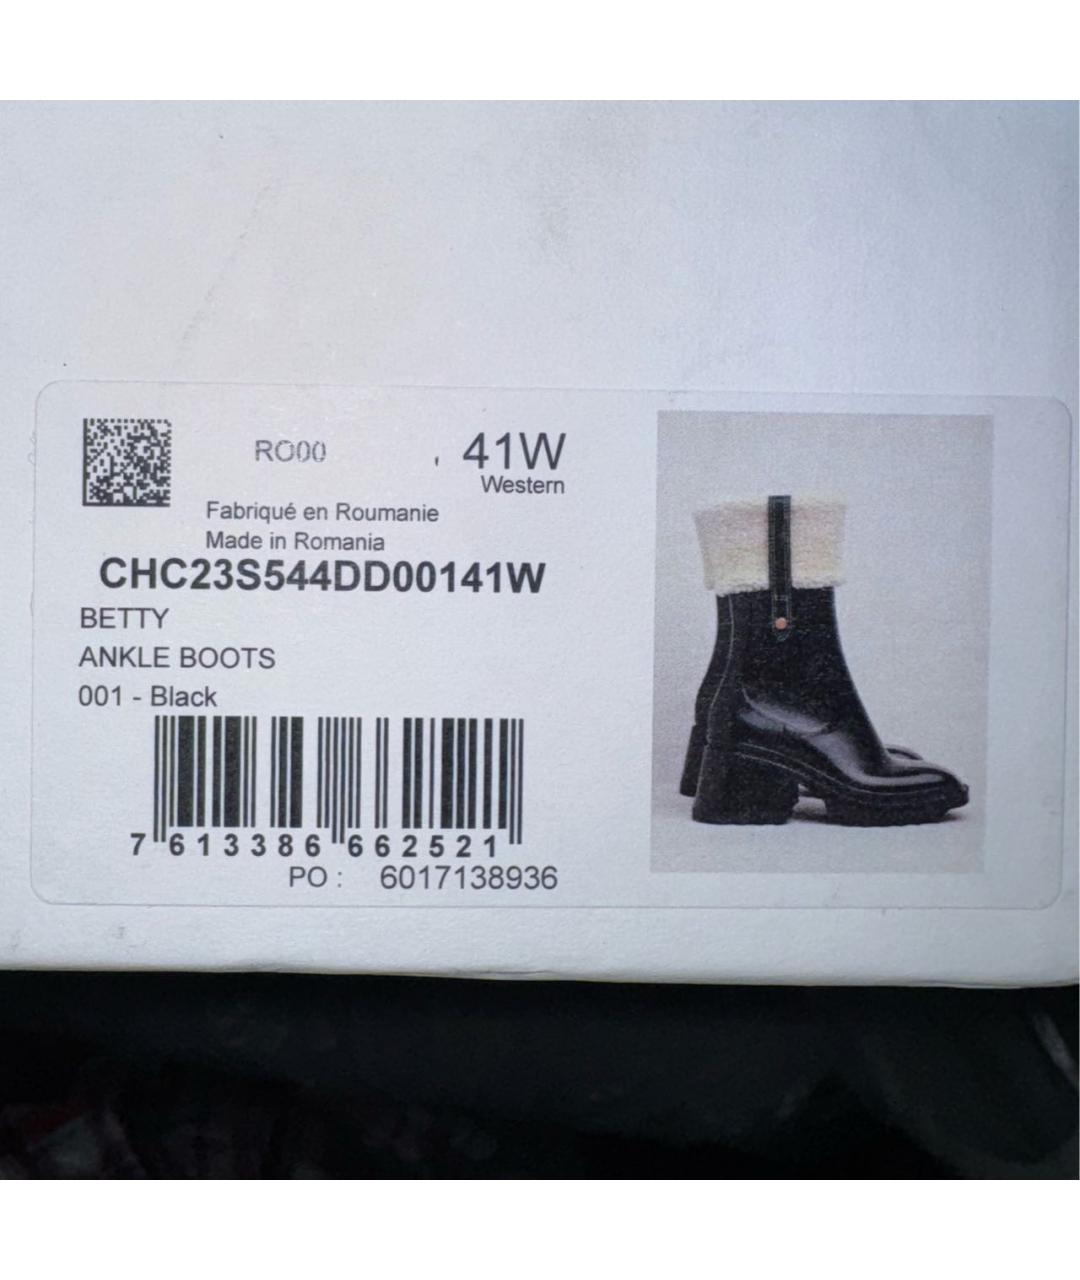 RO00
41W
Western
Fabriqué en Roumanie
Made in Romania
CHC23S544DD00141W
BETTY
ANKLE BOOTS
001 - Black
7 613386 662521
PO : 6017138936